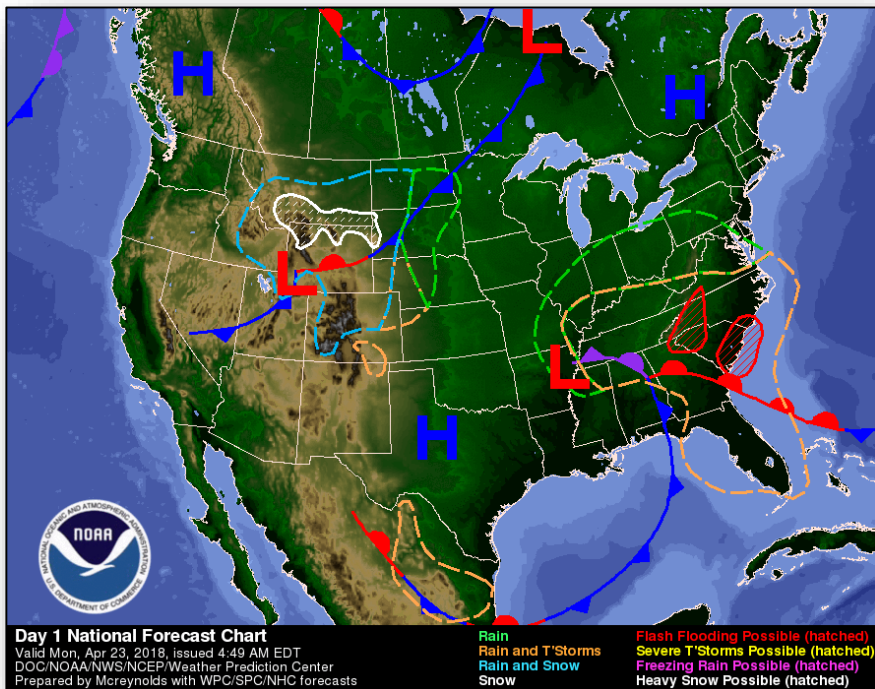 L
H
H
L
L
H
NATIONAL OCEANIC AND ATMOSPHERIC ADMINISTRATION
NOAA
U.S. DEPARTMENT OF COMMERCE
Day 1 National Forecast Chart
Valid Mon, Apr 23, 2018, issued 4:49 AM EDT
DOC/NOAA/NWS/NCEP/Weather Prediction Center
Prepared by Mcreynolds with WPC/SPC/NHC forecasts
Rain
Rain and T'Storms
Rain and Snow
Snow
Flash Flooding Possible (hatched)
Severe T'Storms Possible (hatched)
Freezing Rain Possible (hatched)
Heavy Snow Possible (hatched)